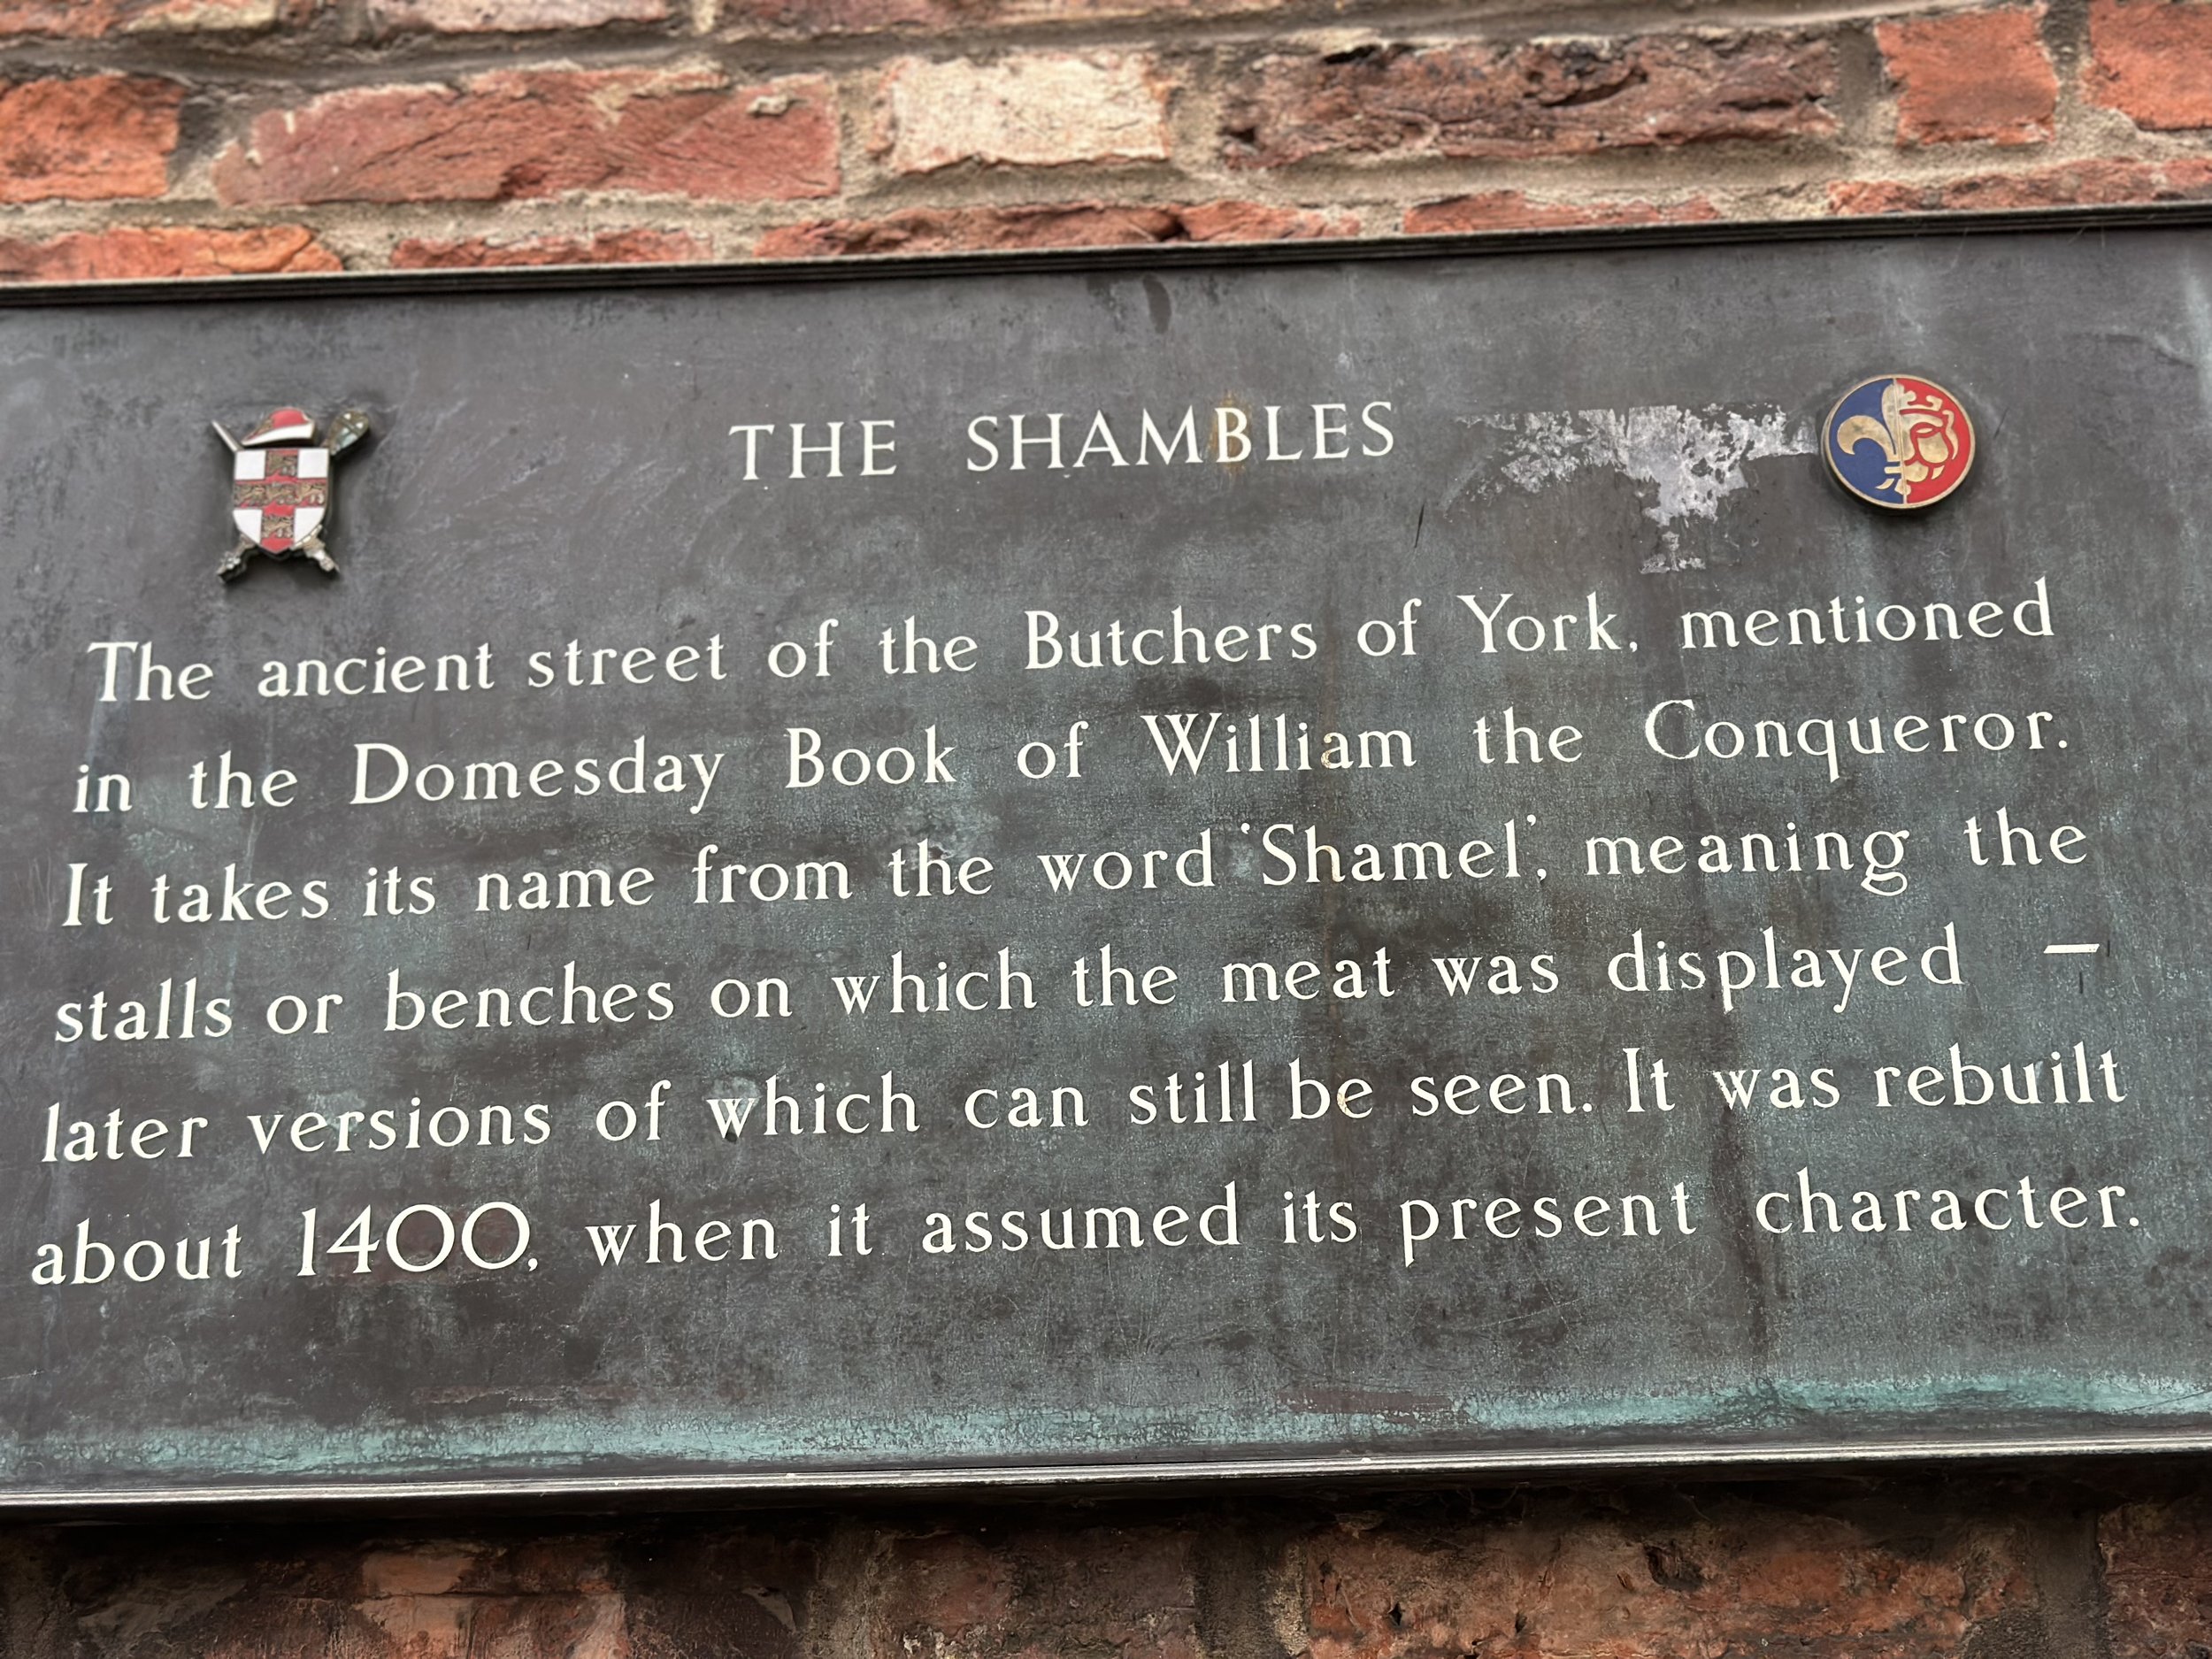 THE SHAMBLES
The ancient street of the Butchers of York, mentioned
in the Domesday Book of William the Conqueror.
It takes its name from the word ‘Shamel’, meaning the
stalls or benches on which the meat was displayed –
later versions of which can still be seen. It was rebuilt
about 1400, when it assumed its present character.